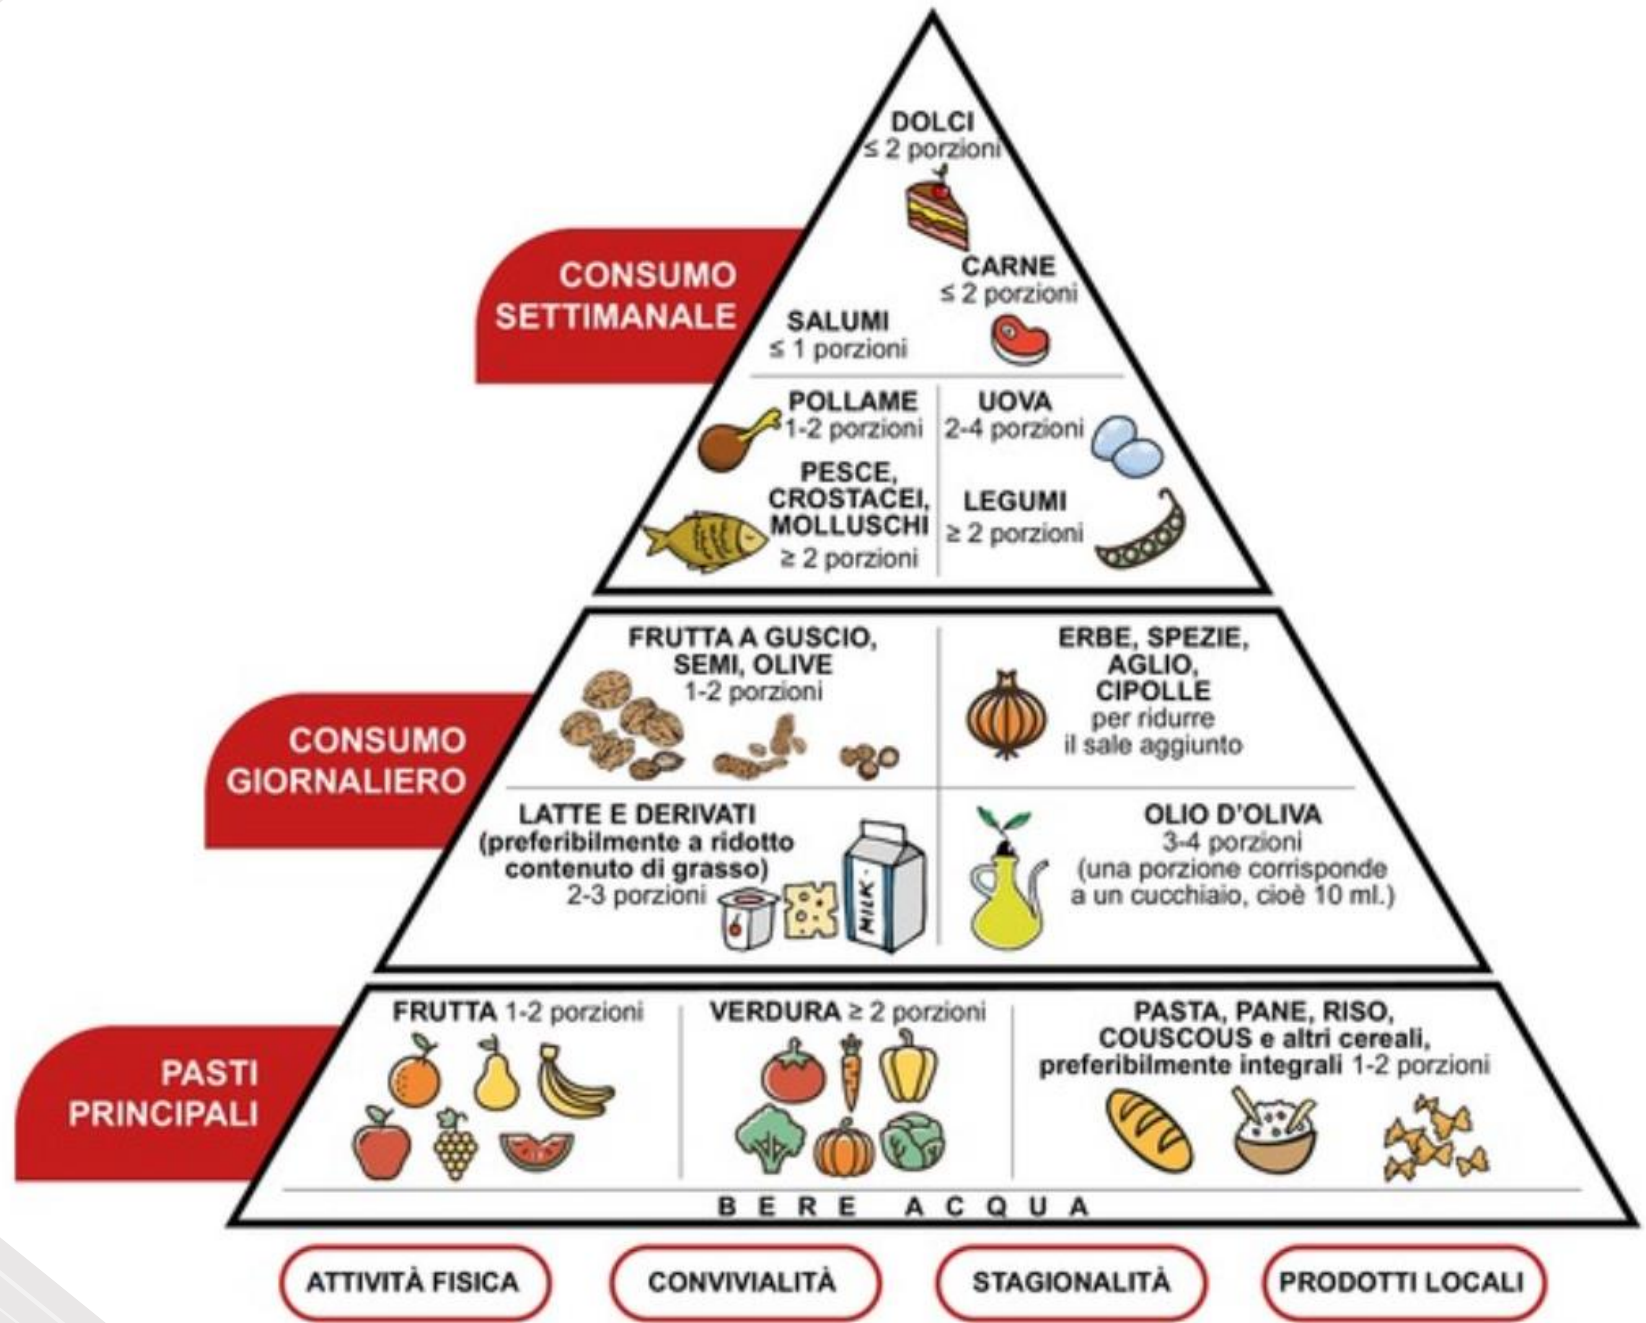 DOLCI
≤ 2 porzioni
CONSUMO
SETTIMANALE
CARNE
≤ 2 porzioni
SALUMI
≤ 1 porzioni
POLLAME
1-2 porzioni
UOVA
2-4 porzioni
PESCE,
CROSTACEI,
MOLLUSCHI
≥ 2 porzioni
LEGUMI
≥ 2 porzioni
CONSUMO
GIORNALIERO
FRUTTA A GUSCIO,
SEMI, OLIVE
1-2 porzioni
ERBE, SPEZIE,
AGLIO,
CIPOLLE
per ridurre
il sale aggiunto
LATTE E DERIVATI
(preferibilmente a ridotto
contenuto di grasso)
2-3 porzioni
MILK
OLIO D'OLIVA
3-4 porzioni
(una porzione corrisponde
a un cucchiaio, cioè 10 ml.)
PASTI
PRINCIPALI
FRUTTA 1-2 porzioni
VERDURA ≥ 2 porzioni
PASTA, PANE, RISO,
COUSCOUS e altri cereali,
preferibilmente integrali 1-2 porzioni
BERE ACQUA
ATTIVITÀ FISICA
CONVIVIALITÀ
STAGIONALITÀ
PRODOTTI LOCALI